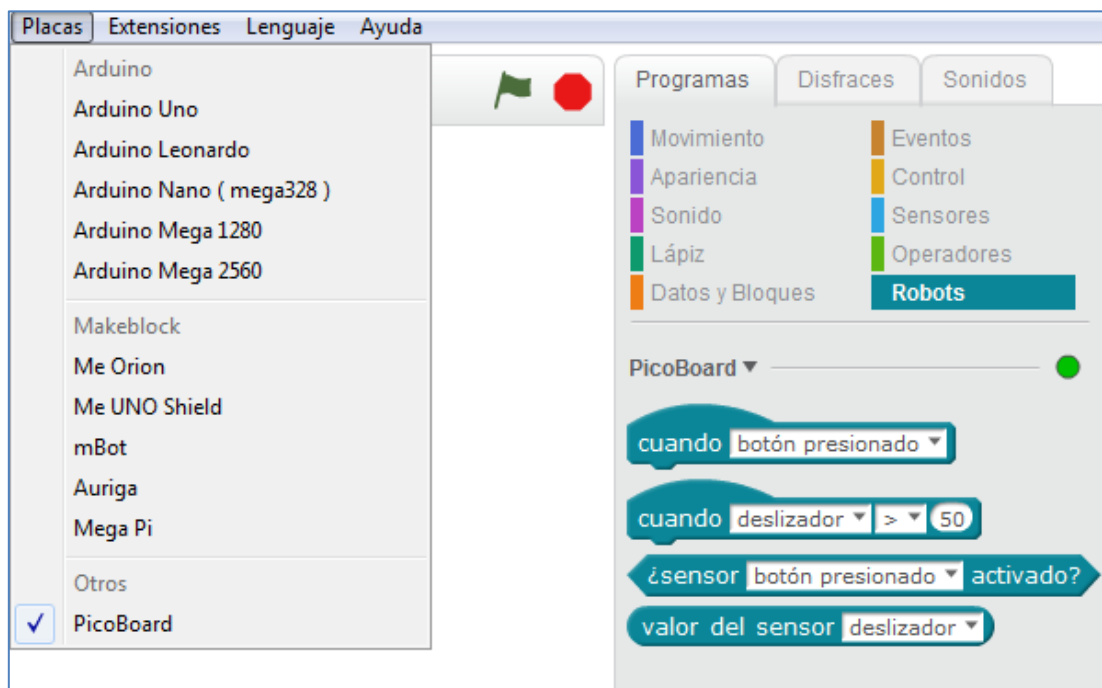 Placas Extensiones Lenguaje Ayuda
Arduino
Arduino Uno
Arduino Leonardo
Arduino Nano ( mega328 )
Arduino Mega 1280
Arduino Mega 2560
Makeblock
Me Orion
Me UNO Shield
mBot
Auriga
Mega Pi
Otros
PicoBoard
Programas Disfraces Sonidos
Movimiento Eventos
Apariencia Control
Sonido Sensores
Lápiz Operadores
Datos y Bloques Robots
PicoBoard
cuando botón presionado
cuando deslizador > 50
¿sensor botón presionado activado?
valor del sensor deslizador